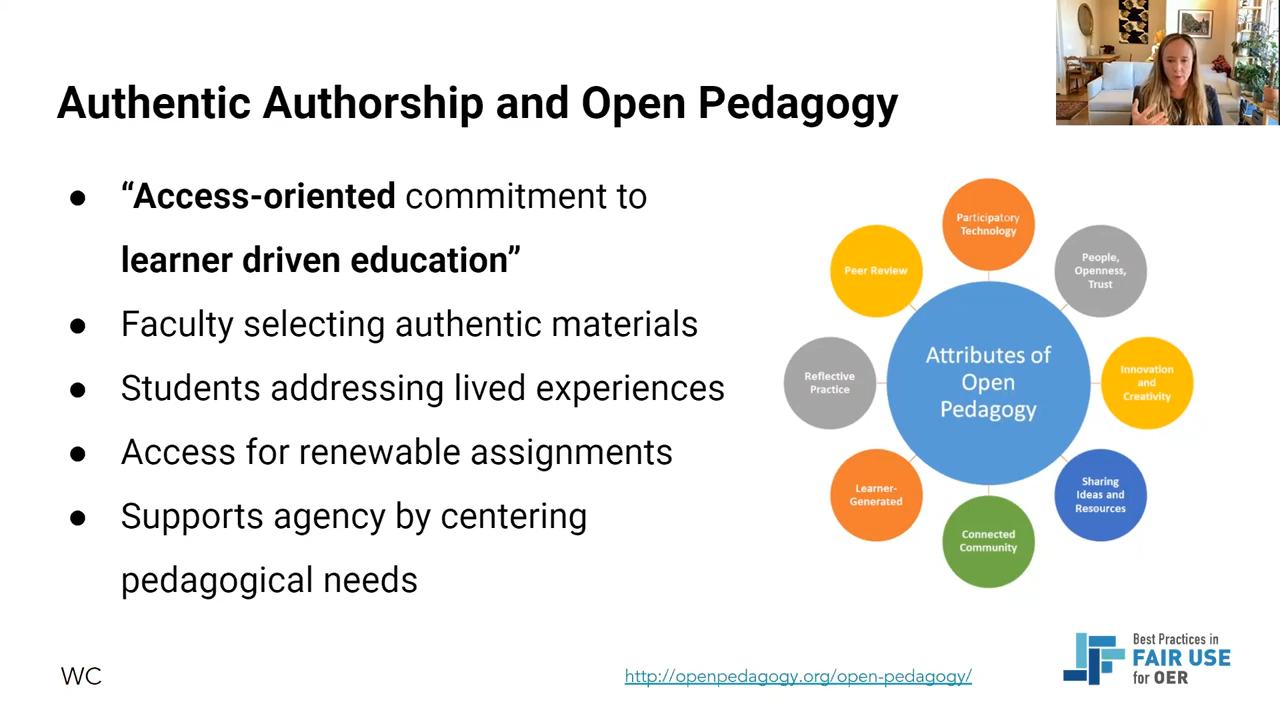 Authentic Authorship and Open Pedagogy
● “Access-oriented commitment to
learner driven education”
● Faculty selecting authentic materials
● Students addressing lived experiences
● Access for renewable assignments
● Supports agency by centering
pedagogical needs
Participatory
Technology
People,
Openness,
Trust
Innovation
and
Creativity
Sharing
Ideas and
Resources
Connected
Community
Learner-
Generated
Reflective
Practice
Peer Review
Attributes of
Open
Pedagogy
WC
http://openpedagogy.org/open-pedagogy/
Best Practices in
FAIR USE
for OER